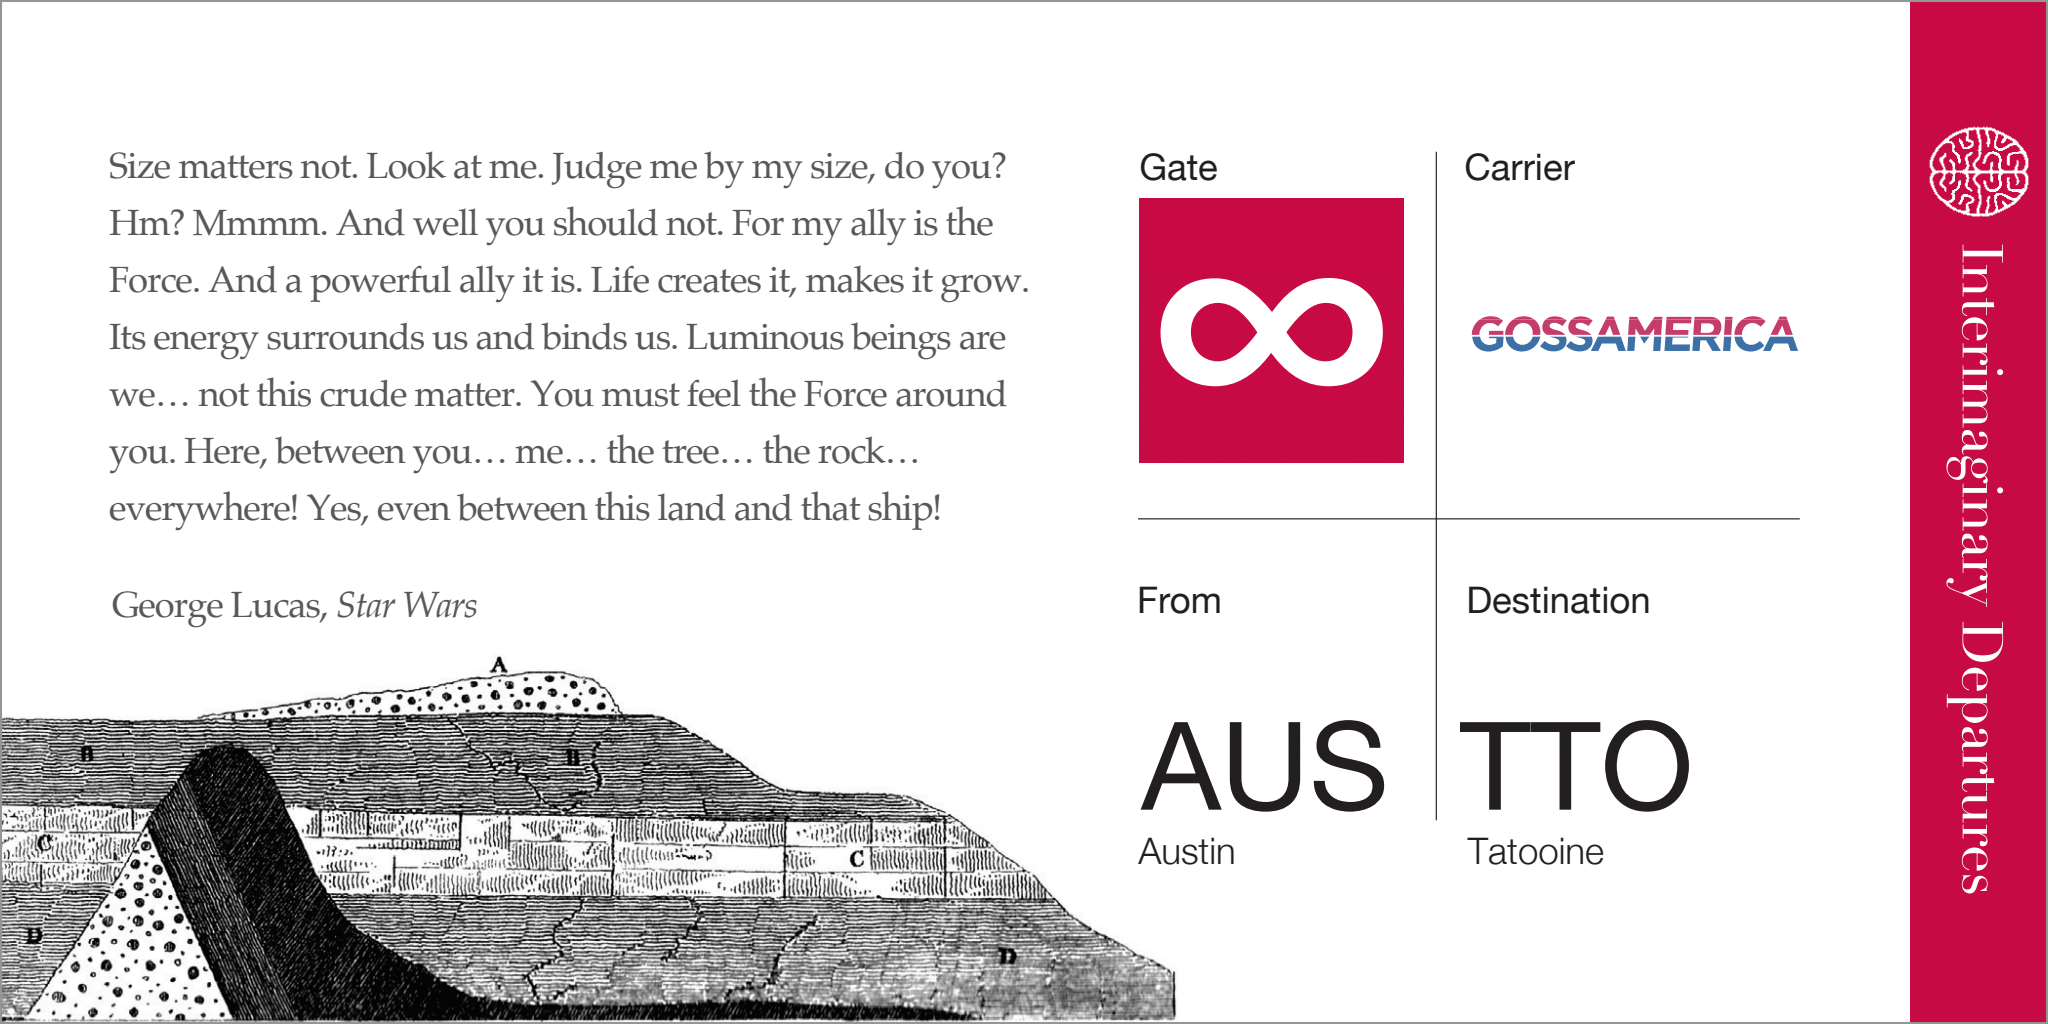 Size matters not. Look at me. Judge me by my size, do you?
Hm? Mmmm. And well you should not. For my ally is the
Force. And a powerful ally it is. Life creates it, makes it grow.
Its energy surrounds us and binds us. Luminous beings are
we… not this crude matter. You must feel the Force around
you. Here, between you… me… the tree… the rock…
everywhere! Yes, even between this land and that ship!
George Lucas, Star Wars
A
B
B
C
C
D
D
Gate
∞
Carrier
GOSSAMERICA
From
AUS
Austin
Destination
TTO
Tatooine
Interimaginary Departures